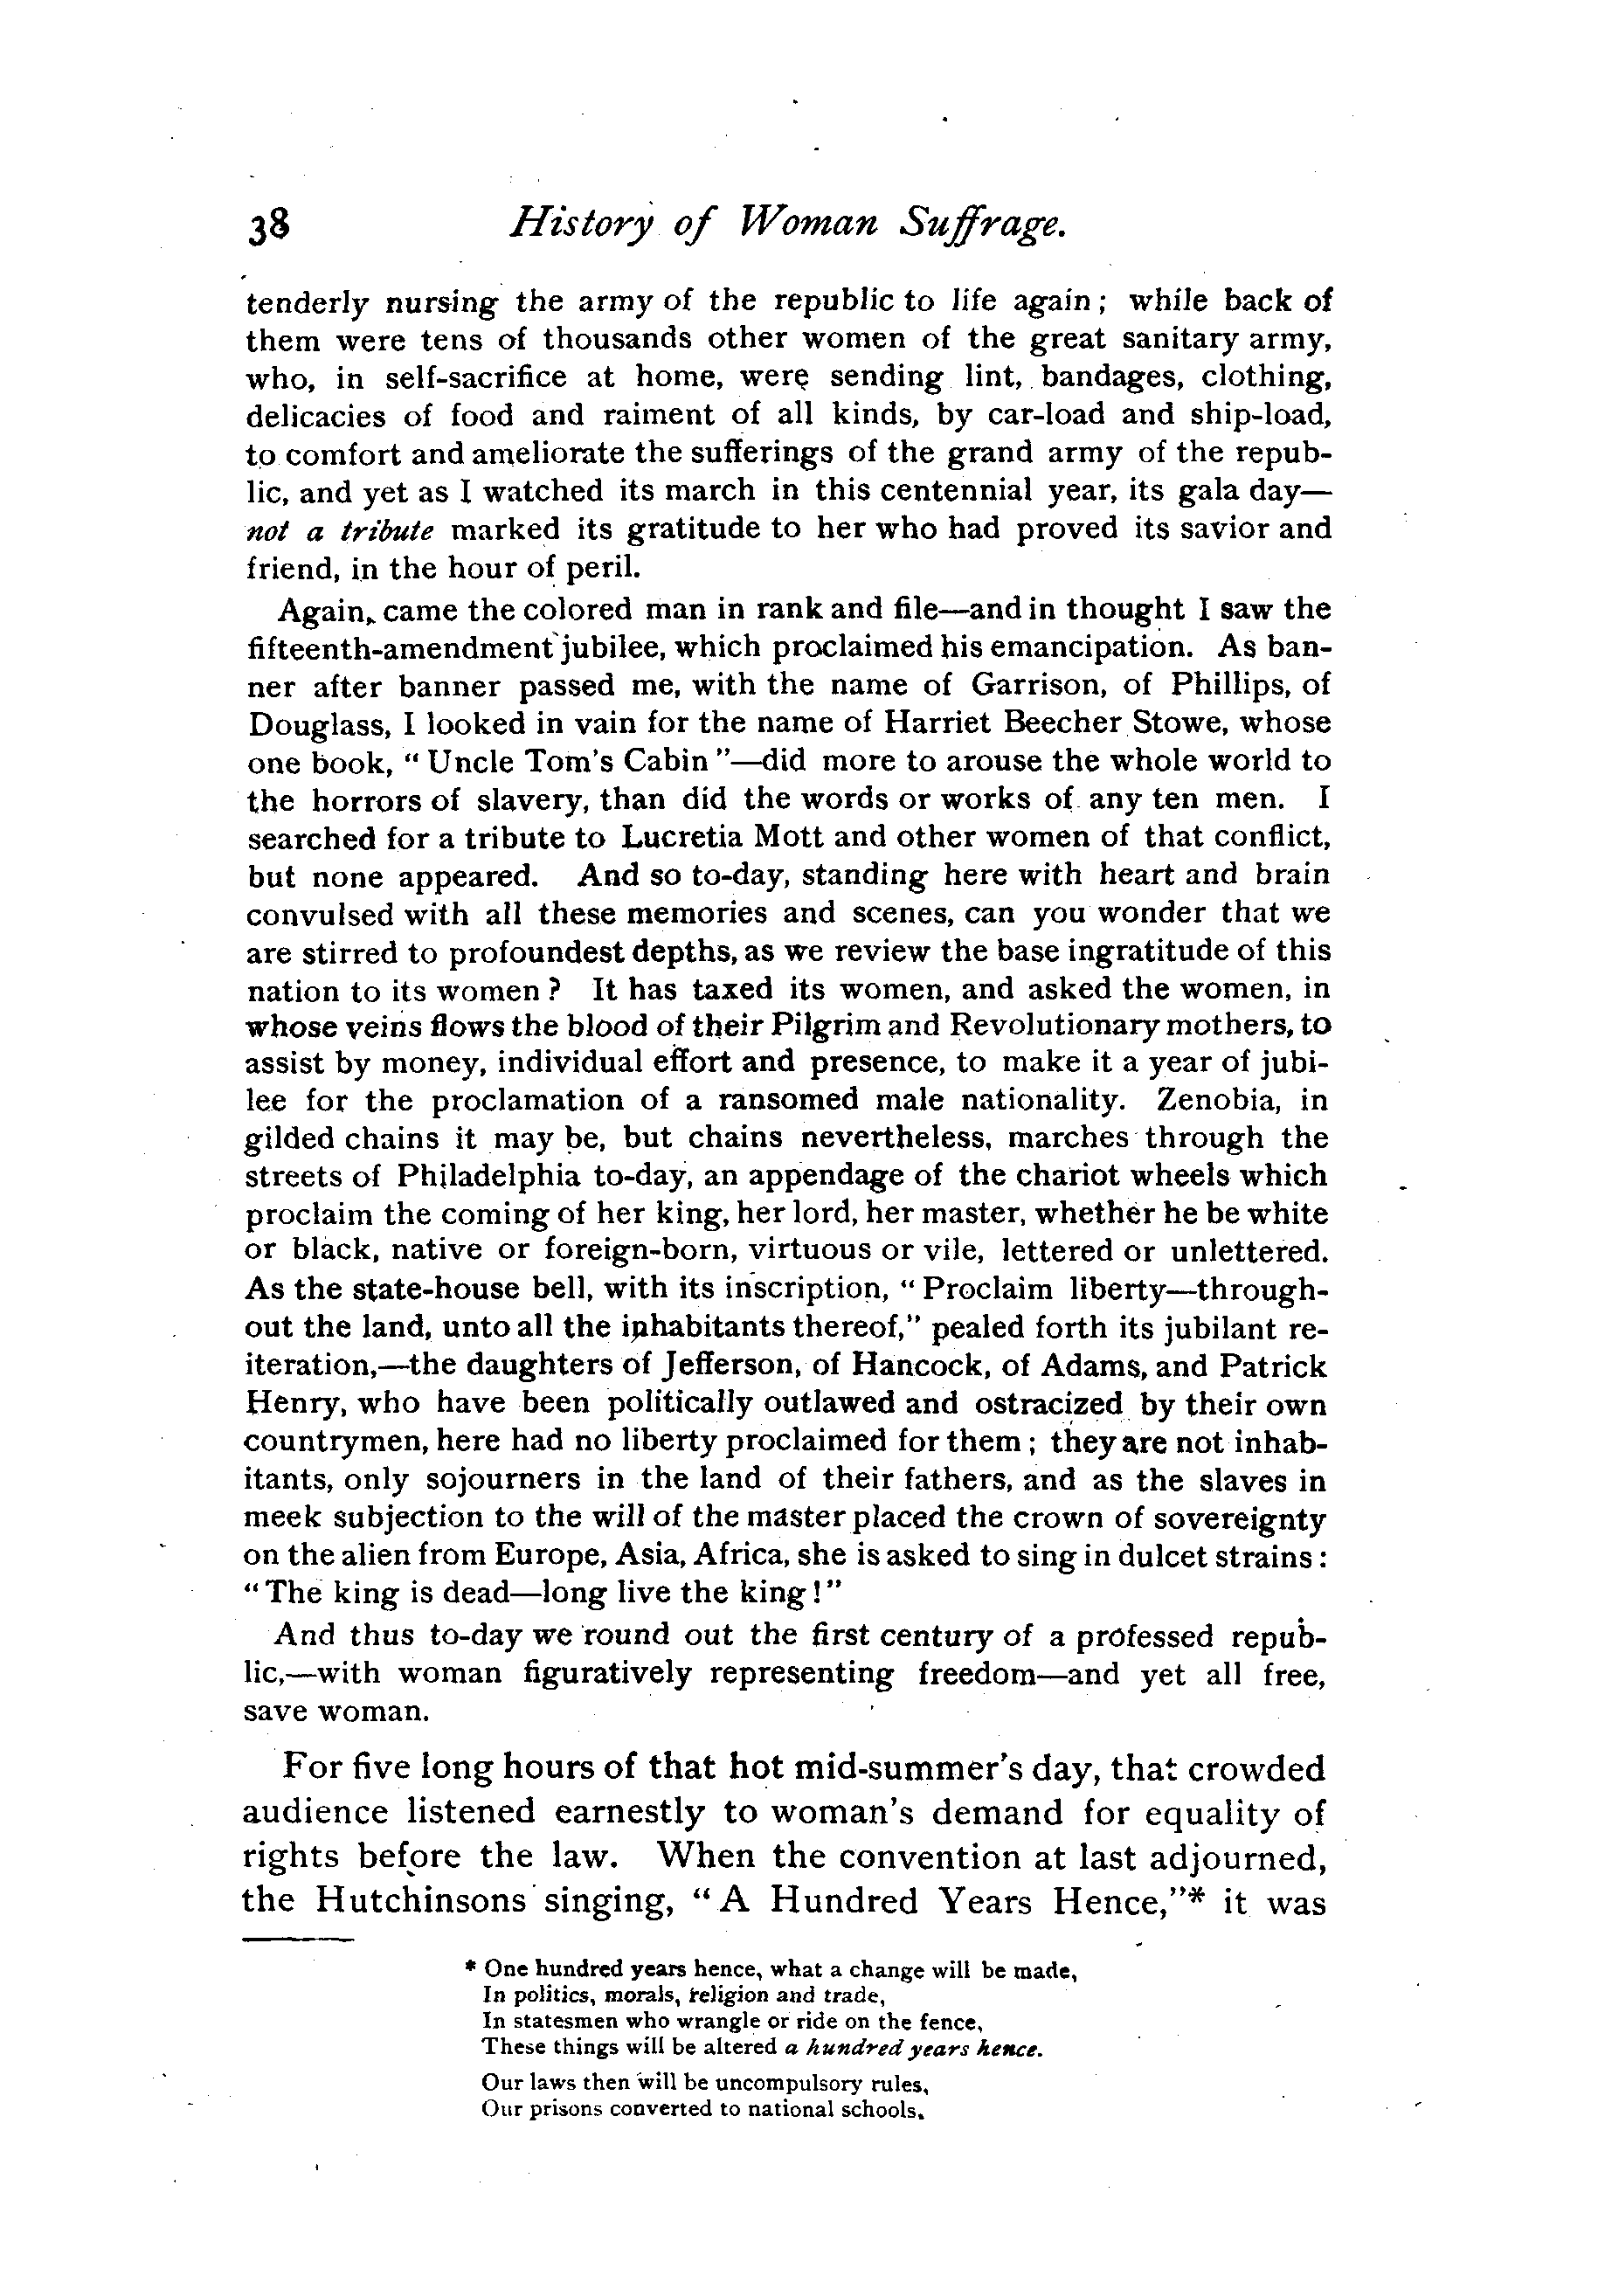 38 History of Woman Suffrage.
tenderly nursing the army of the republic to life again; while back of
them were tens of thousands other women of the great sanitary army,
who, in self-sacrifice at home, were sending lint, bandages, clothing,
delicacies of food and raiment of all kinds, by car-load and ship-load,
to comfort and ameliorate the sufferings of the grand army of the repub-
lic, and yet as I watched its march in this centennial year, its gala day—
not a tribute marked its gratitude to her who had proved its savior and
friend, in the hour of peril.
Again, came the colored man in rank and file—and in thought I saw the
fifteenth-amendment jubilee, which proclaimed his emancipation. As ban-
ner after banner passed me, with the name of Garrison, of Phillips, of
Douglass, I looked in vain for the name of Harriet Beecher Stowe, whose
one book, "Uncle Tom's Cabin"—did more to arouse the whole world to
the horrors of slavery, than did the words or works of any ten men. I
searched for a tribute to Lucretia Mott and other women of that conflict,
but none appeared. And so to-day, standing here with heart and brain
convulsed with all these memories and scenes, can you wonder that we
are stirred to profoundest depths, as we review the base ingratitude of this
nation to its women? It has taxed its women, and asked the women, in
whose veins flows the blood of their Pilgrim and Revolutionary mothers, to
assist by money, individual effort and presence, to make it a year of jubi-
lee for the proclamation of a ransomed male nationality. Zenobia, in
gilded chains it may be, but chains nevertheless, marches through the
streets of Philadelphia to-day, an appendage of the chariot wheels which
proclaim the coming of her king, her lord, her master, whether he be white
or black, native or foreign-born, virtuous or vile, lettered or unlettered.
As the state-house bell, with its inscription, "Proclaim liberty—through-
out the land, unto all the inhabitants thereof," pealed forth its jubilant re-
iteration,—the daughters of Jefferson, of Hancock, of Adams, and Patrick
Henry, who have been politically outlawed and ostracized by their own
countrymen, here had no liberty proclaimed for them; they are not inhab-
itants, only sojourners in the land of their fathers, and as the slaves in
meek subjection to the will of the master placed the crown of sovereignty
on the alien from Europe, Asia, Africa, she is asked to sing in dulcet strains:
"The king is dead—long live the king!"
And thus to-day we round out the first century of a professed repub-
lic,—with woman figuratively representing freedom—and yet all free,
save woman.
For five long hours of that hot mid-summer's day, that crowded
audience listened earnestly to woman's demand for equality of
rights before the law. When the convention at last adjourned,
the Hutchinsons singing, "A Hundred Years Hence,"* it was
* One hundred years hence, what a change will be made,
In politics, morals, religion and trade,
In statesmen who wrangle or ride on the fence,
These things will be altered a hundred years hence.
Our laws then will be uncompulsory rules,
Our prisons converted to national schools,